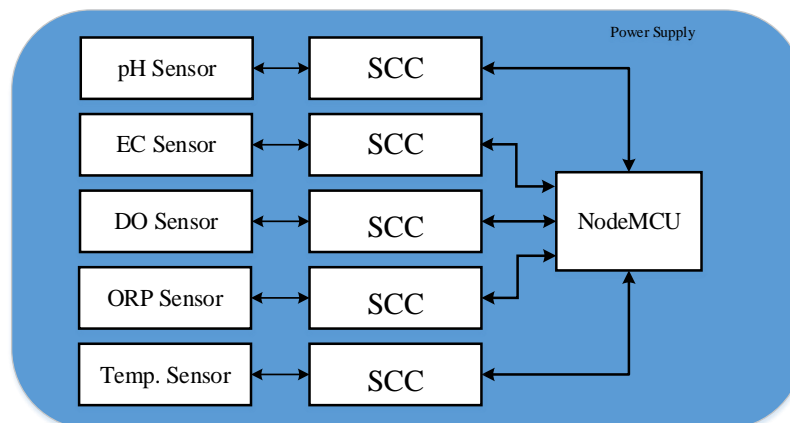 Power Supply
pH Sensor
SCC
EC Sensor
SCC
DO Sensor
SCC
NodeMCU
ORP Sensor
SCC
Temp. Sensor
SCC